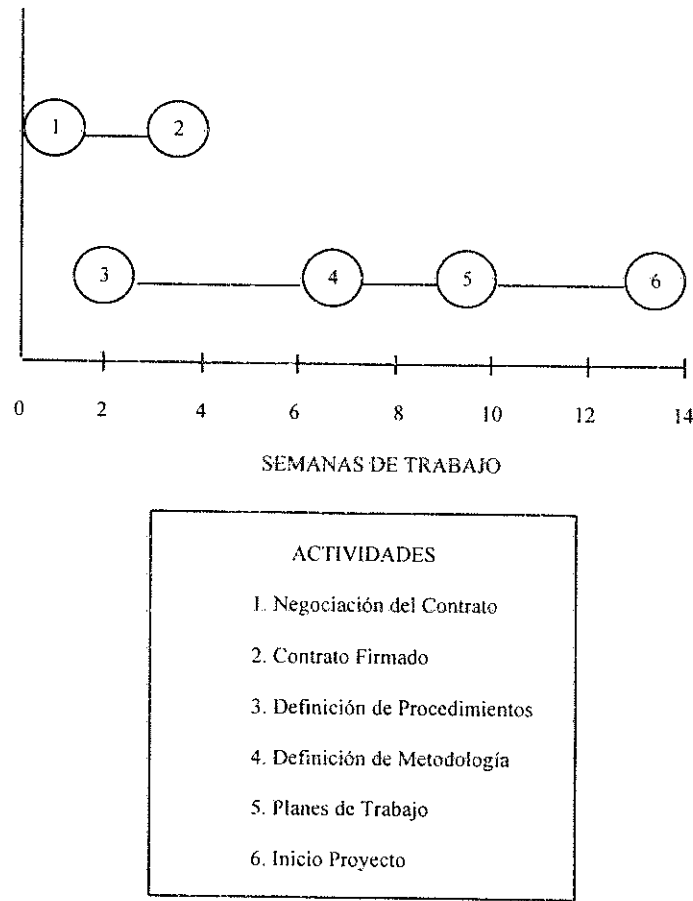 1 2
3 4 5 6
0 2 4 6 8 10 12 14
SEMANAS DE TRABAJO
ACTIVIDADES
1. Negociación del Contrato
2. Contrato Firmado
3. Definición de Procedimientos
4. Definición de Metodología
5. Planes de Trabajo
6. Inicio Proyecto